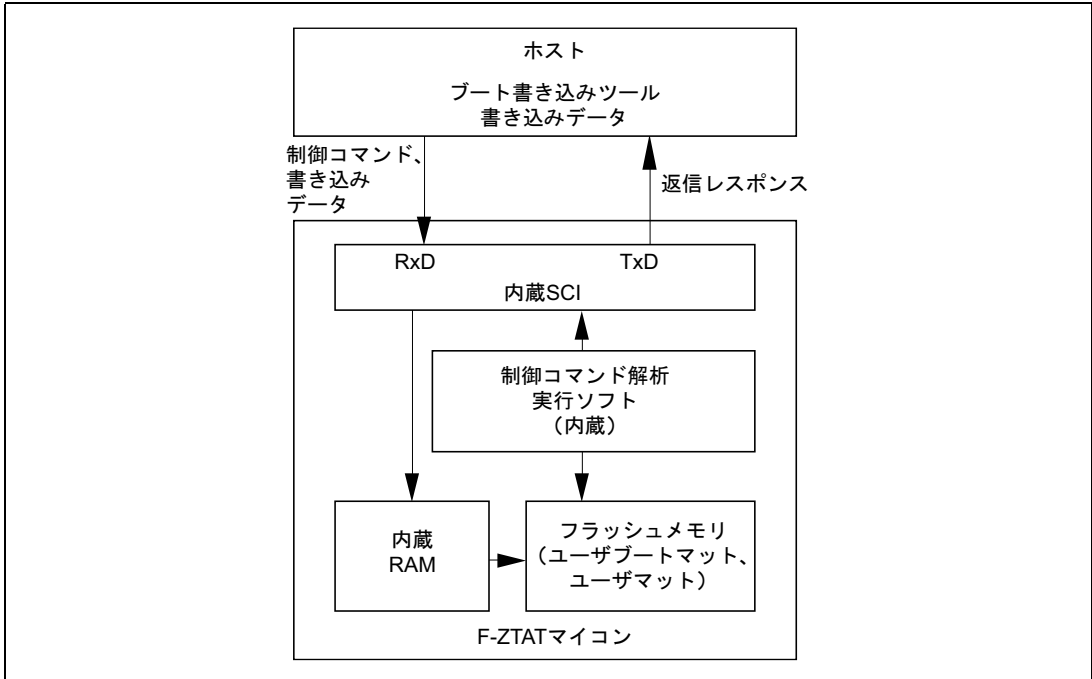 ホスト
ブート書き込みツール
書き込みデータ
制御コマンド、
書き込み
データ
返信レスポンス
RxD
TxD
内蔵SCI
制御コマンド解析
実行ソフト
（内蔵）
内蔵
RAM
フラッシュメモリ
（ユーザブートマット、
ユーザマット）
F-ZTATマイコン